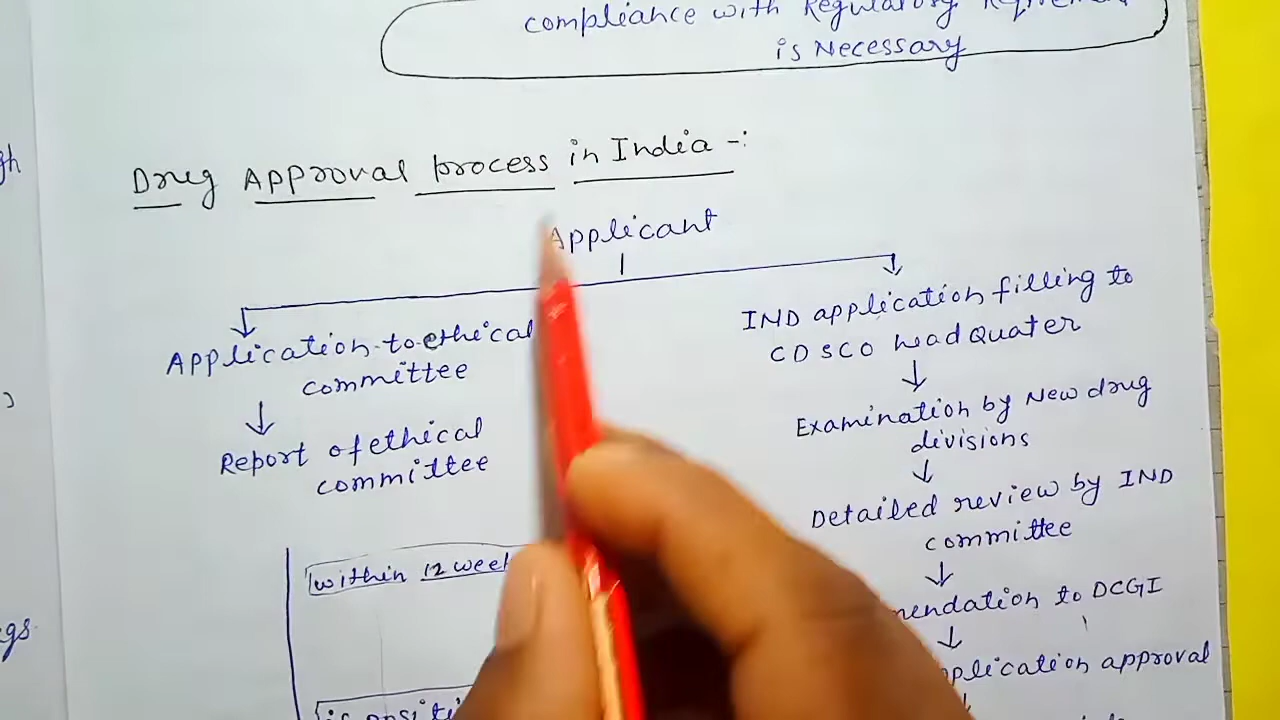 compliance with Regulatory
is Necessary
Drug Approval process in India -:
Applicant
Application-to-ethical
committee
Report of ethical
committee
within 12 week
IND application filling to
CDSCO headQuater
Examination by New drug
divisions
Detailed review by IND
committee
mendation to DCGI
plication approval